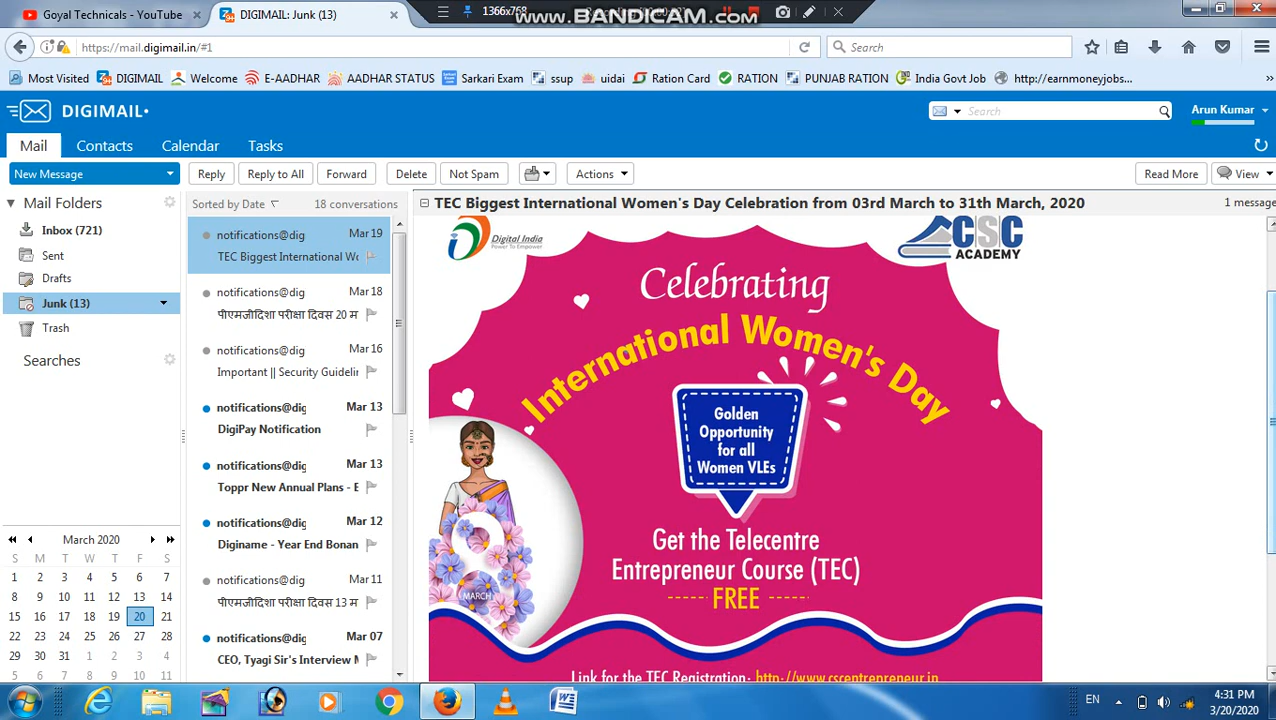 Goyal Technicals - YouTube
DIGIMAIL: Junk (13)
1366x768
www.BANDICAM.com
https://mail.digimail.in/#1
Search
Most Visited
DIGIMAIL
Welcome
E-AADHAR
AADHAR STATUS
Sarkari Exam
ssup
uidai
Ration Card
RATION
PUNJAB RATION
India Govt Job
http://earnmoneyjobs...
DIGIMAIL
Search
Arun Kumar
Mail
Contacts
Calendar
Tasks
New Message
Reply
Reply to All
Forward
Delete
Not Spam
Actions
Read More
View
Mail Folders
Inbox (721)
Sent
Drafts
Junk (13)
Trash
Searches
Sorted by Date
18 conversations
notifications@dig
Mar 19
TEC Biggest International Wo
notifications@dig
Mar 18
पीएमजीदिशा परीक्षा दिवस 20 म
notifications@dig
Mar 16
Important || Security Guidelin
notifications@dig
Mar 13
DigiPay Notification
notifications@dig
Mar 13
Toppr New Annual Plans - E
notifications@dig
Mar 12
Diginame - Year End Bonan
notifications@dig
Mar 11
पीएमजीदिशा परीक्षा दिवस 13 म
notifications@dig
Mar 07
CEO, Tyagi Sir's Interview M
TEC Biggest International Women's Day Celebration from 03rd March to 31th March, 2020
1 message
Digital India
Power To Empower
CSC
ACADEMY
Celebrating
International Women's Day
Golden
Opportunity
for all
Women VLEs
8
MARCH
Get the Telecentre
Entrepreneur Course (TEC)
FREE
Link for the TEC Registration- http://www.cscentrepreneur.in
March 2020
S M T W T F S
1 2 3 4 5 6 7
8 9 10 11 12 13 14
15 16 17 18 19 20 21
22 23 24 25 26 27 28
29 30 31 1 2 3 4
5 6 7 8 9 10 11
EN
4:31 PM
3/20/2020